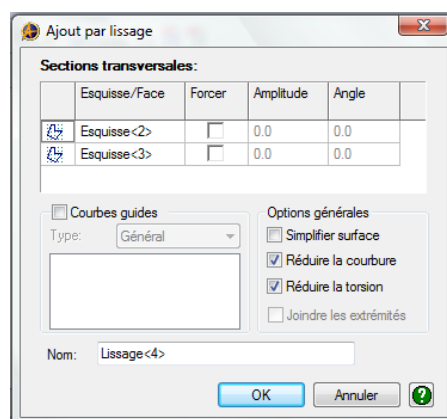 Ajout par lissage
Sections transversales:
Esquisse/Face Forcer Amplitude Angle
Esquisse<2> 0.0 0.0
Esquisse<3> 0.0 0.0
Courbes guides
Type: Général
Options générales
Simplifier surface
Réduire la courbure
Réduire la torsion
Joindre les extrémités
Nom: Lissage<4>
OK Annuler ?